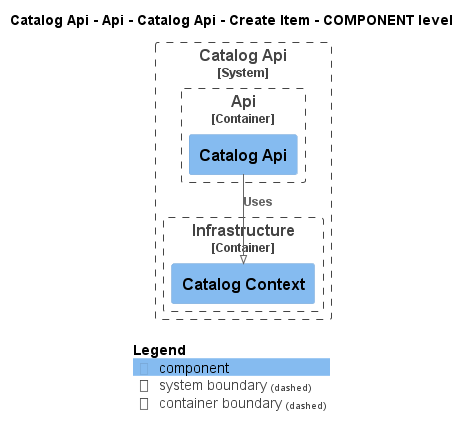 Catalog Api - Api - Catalog Api - Create Item - COMPONENT level
Catalog Api
[System]
Api
[Container]
Catalog Api
Uses
Infrastructure
[Container]
Catalog Context
Legend
component
system boundary (dashed)
container boundary (dashed)